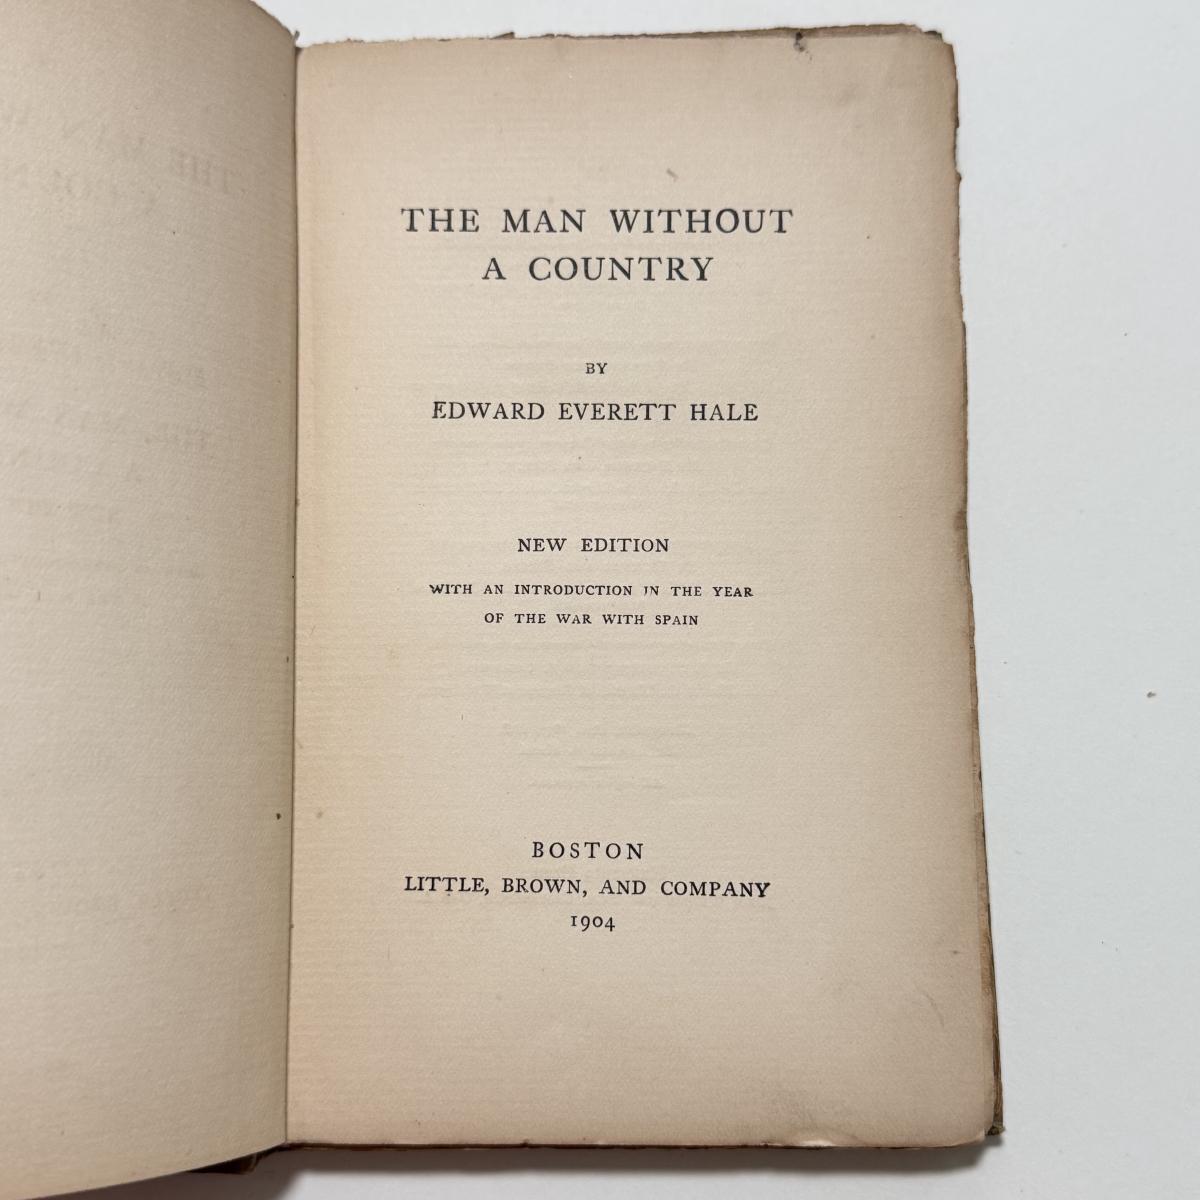 THE MAN WITHOUT
A COUNTRY
BY
EDWARD EVERETT HALE
NEW EDITION
WITH AN INTRODUCTION IN THE YEAR
OF THE WAR WITH SPAIN
BOSTON
LITTLE, BROWN, AND COMPANY
1904